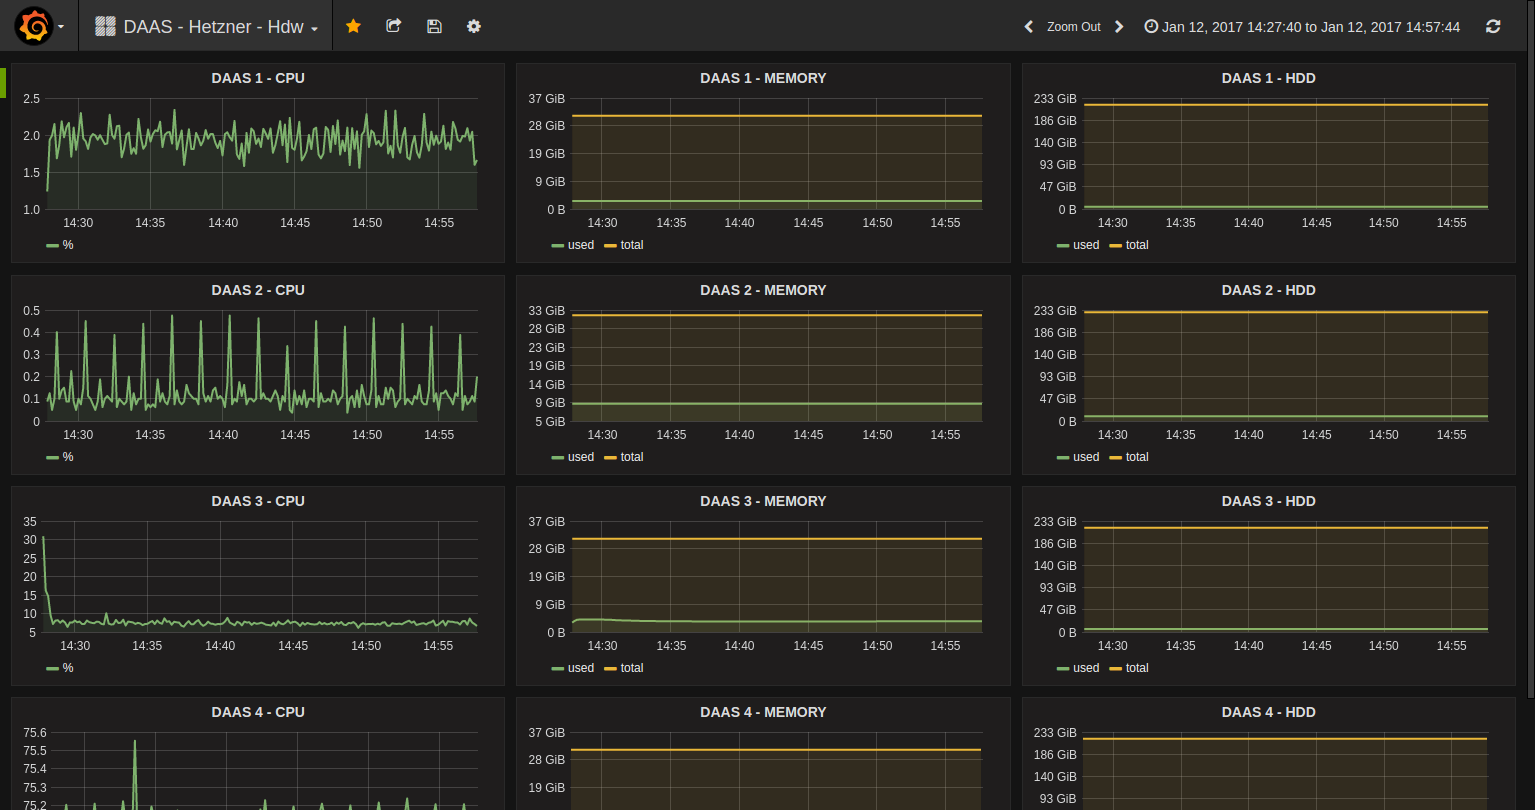 DAAS - Hetzner - Hdw
Zoom Out
Jan 12, 2017 14:27:40 to Jan 12, 2017 14:57:44
DAAS 1 - CPU
2.5
2.0
1.5
1.0
14:30 14:35 14:40 14:45 14:50 14:55
%
DAAS 1 - MEMORY
37 GiB
28 GiB
19 GiB
9 GiB
0 B
14:30 14:35 14:40 14:45 14:50 14:55
used total
DAAS 1 - HDD
233 GiB
186 GiB
140 GiB
93 GiB
47 GiB
0 B
14:30 14:35 14:40 14:45 14:50 14:55
used total
DAAS 2 - CPU
0.5
0.4
0.3
0.2
0.1
0
14:30 14:35 14:40 14:45 14:50 14:55
%
DAAS 2 - MEMORY
33 GiB
28 GiB
23 GiB
19 GiB
14 GiB
9 GiB
5 GiB
14:30 14:35 14:40 14:45 14:50 14:55
used total
DAAS 2 - HDD
233 GiB
186 GiB
140 GiB
93 GiB
47 GiB
0 B
14:30 14:35 14:40 14:45 14:50 14:55
used total
DAAS 3 - CPU
35
30
25
20
15
10
5
14:30 14:35 14:40 14:45 14:50 14:55
%
DAAS 3 - MEMORY
37 GiB
28 GiB
19 GiB
9 GiB
0 B
14:30 14:35 14:40 14:45 14:50 14:55
used total
DAAS 3 - HDD
233 GiB
186 GiB
140 GiB
93 GiB
47 GiB
0 B
14:30 14:35 14:40 14:45 14:50 14:55
used total
DAAS 4 - CPU
75.6
75.5
75.4
75.3
75.2
DAAS 4 - MEMORY
37 GiB
28 GiB
19 GiB
DAAS 4 - HDD
233 GiB
186 GiB
140 GiB
93 GiB